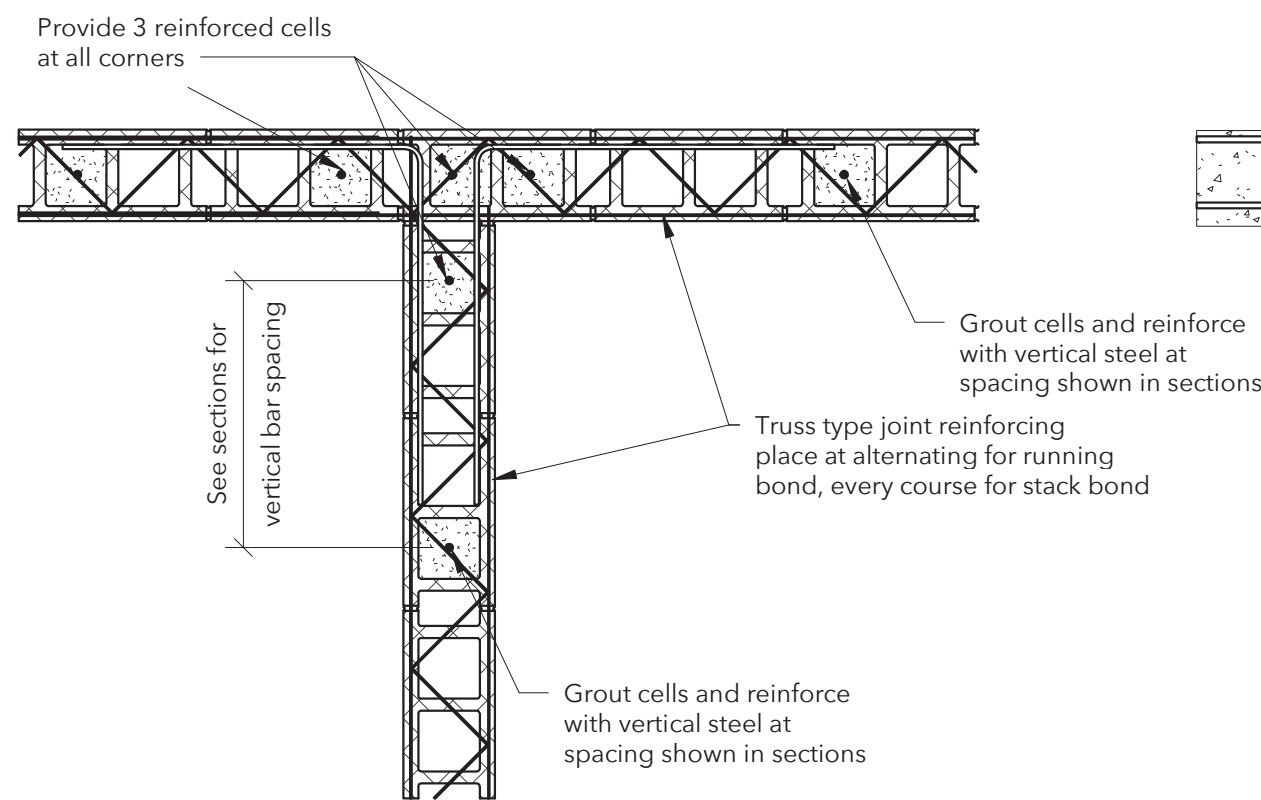 Provide 3 reinforced cells
at all corners
See sections for
vertical bar spacing
Grout cells and reinforce
with vertical steel at
spacing shown in sections
Truss type joint reinforcing
place at alternating for running
bond, every course for stack bond
Grout cells and reinforce
with vertical steel at
spacing shown in sections